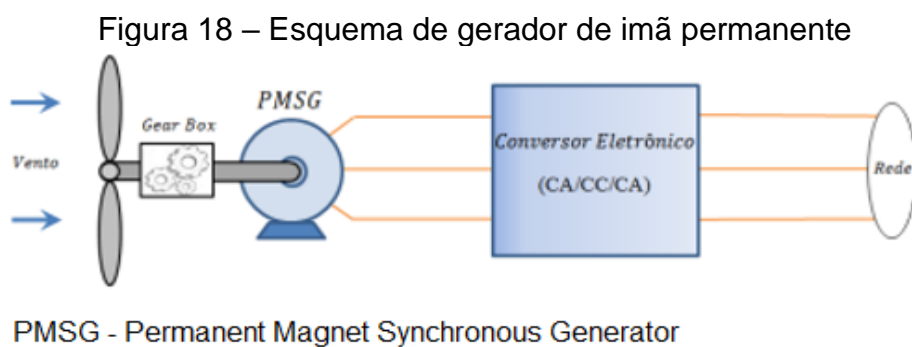 Figura 18 – Esquema de gerador de imã permanente
PMSG
Gear Box
Vento
Conversor Eletrônico
(CA/CC/CA)
Rede
PMSG - Permanent Magnet Synchronous Generator